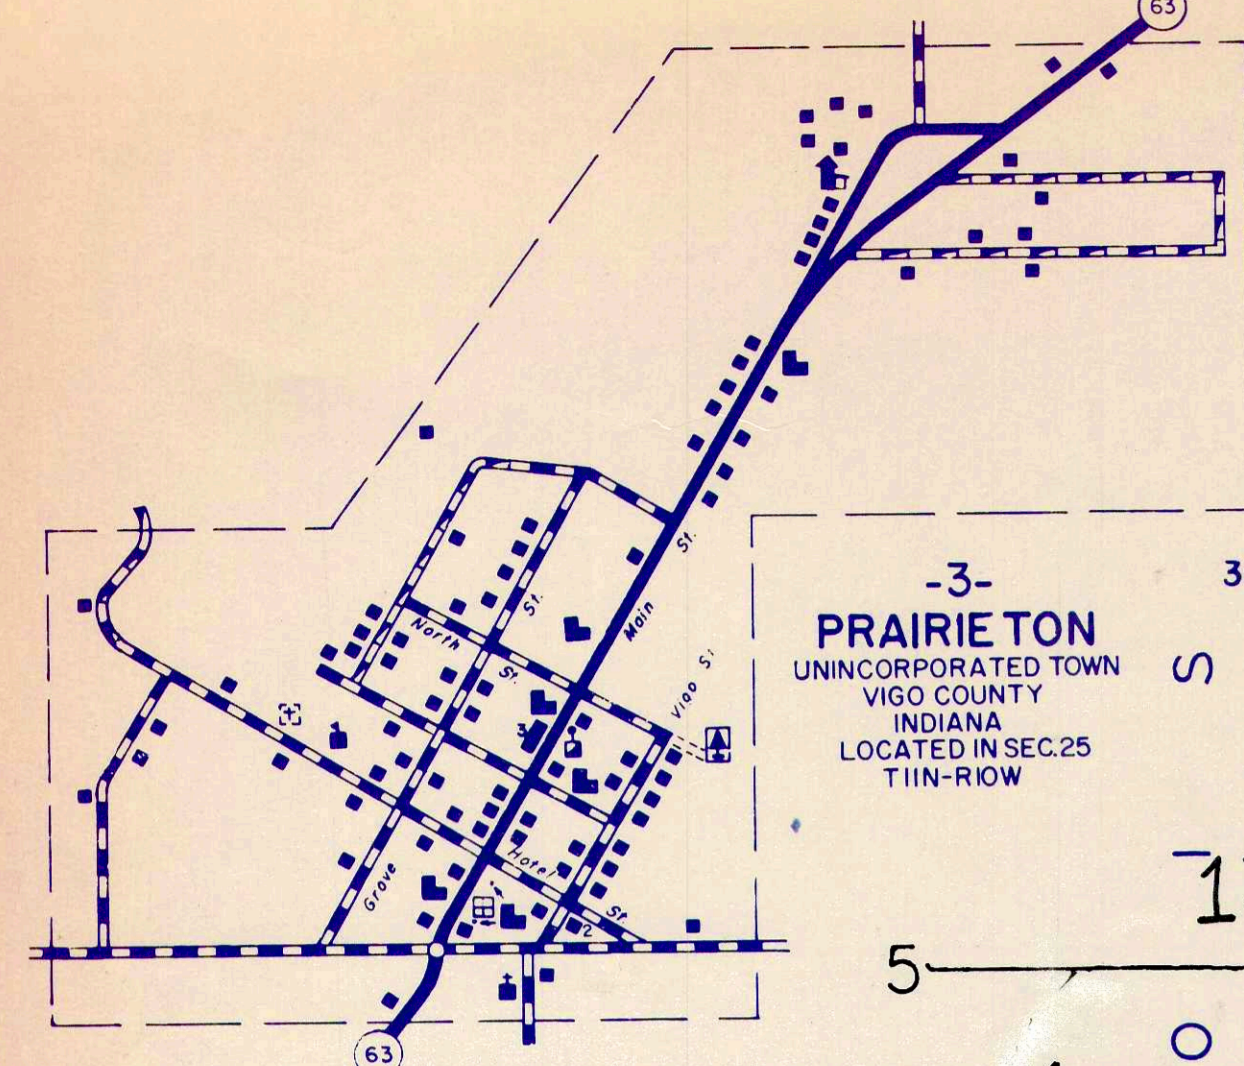 63
-3-
PRAIRIETON
UNINCORPORATED TOWN
VIGO COUNTY
INDIANA
LOCATED IN SEC.25
T11N-R10W
3
S
1
5
O
St.
Main
St.
North
St.
Vigo St
3
Grove
Hotel
St.
2
63